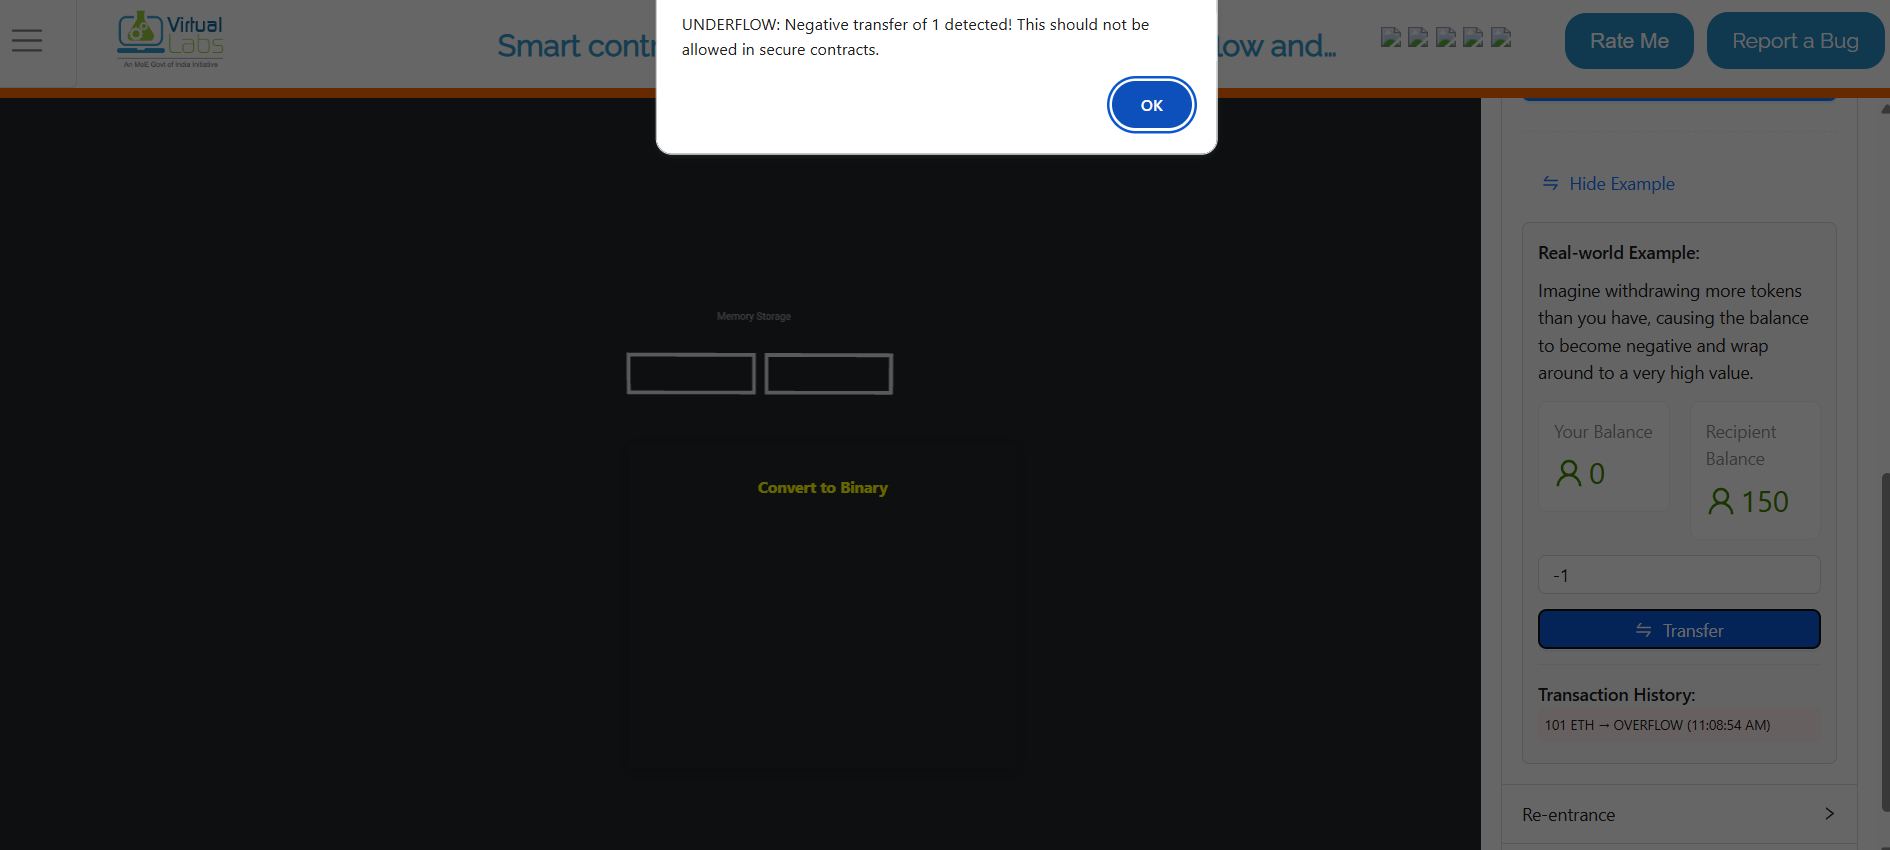 UNDERFLOW: Negative transfer of 1 detected! This should not be
allowed in secure contracts.
OK
Virtual
Labs
An MoE Govt of India Initiative
Smart contr
low and...
Rate Me
Report a Bug
Memory Storage
Convert to Binary
Hide Example
Real-world Example:
Imagine withdrawing more tokens
than you have, causing the balance
to become negative and wrap
around to a very high value.
Your Balance
0
Recipient
Balance
150
-1
Transfer
Transaction History:
101 ETH → OVERFLOW (11:08:54 AM)
Re-entrance